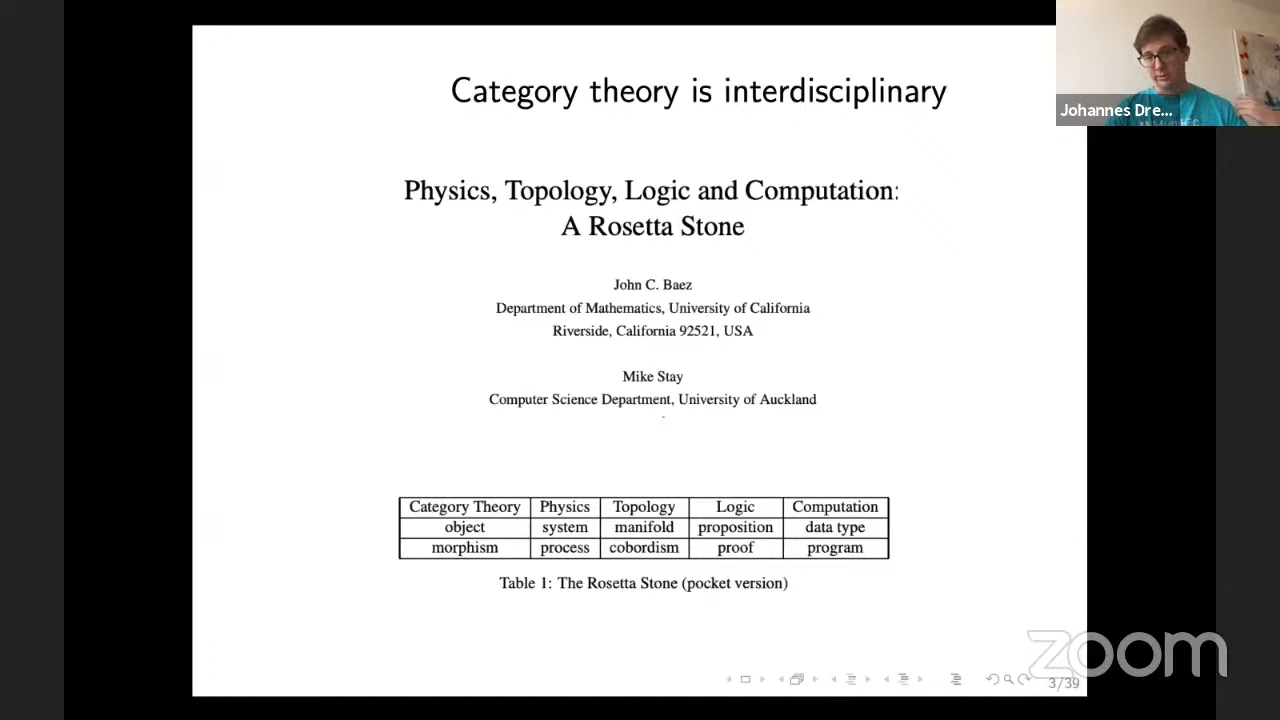 Category theory is interdisciplinary
Johannes Dre...
Physics, Topology, Logic and Computation:
A Rosetta Stone
John C. Baez
Department of Mathematics, University of California
Riverside, California 92521, USA
Mike Stay
Computer Science Department, University of Auckland
Category Theory Physics Topology Logic Computation
object system manifold proposition data type
morphism process cobordism proof program
Table 1: The Rosetta Stone (pocket version)
zoom
3/39